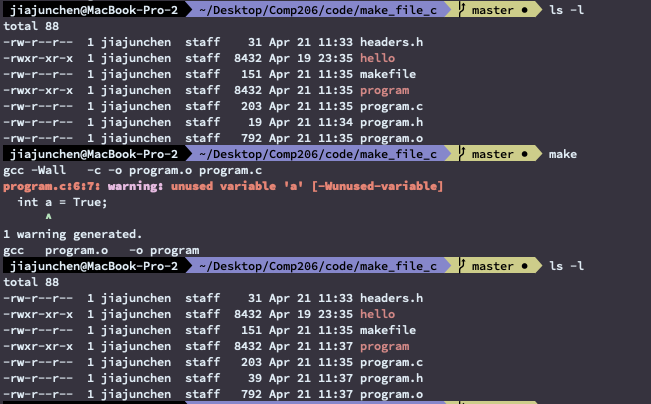 jiajunchen@MacBook-Pro-2 ~/Desktop/Comp206/code/make_file_c master ● ls -l
total 88
-rw-r--r-- 1 jiajunchen staff 31 Apr 21 11:33 headers.h
-rwxr-xr-x 1 jiajunchen staff 8432 Apr 19 23:35 hello
-rw-r--r-- 1 jiajunchen staff 151 Apr 21 11:35 makefile
-rwxr-xr-x 1 jiajunchen staff 8432 Apr 21 11:35 program
-rw-r--r-- 1 jiajunchen staff 203 Apr 21 11:35 program.c
-rw-r--r-- 1 jiajunchen staff 19 Apr 21 11:34 program.h
-rw-r--r-- 1 jiajunchen staff 792 Apr 21 11:35 program.o
jiajunchen@MacBook-Pro-2 ~/Desktop/Comp206/code/make_file_c master ● make
gcc -Wall -c -o program.o program.c
program.c:6:7: warning: unused variable 'a' [-Wunused-variable]
int a = True;
^
1 warning generated.
gcc program.o -o program
jiajunchen@MacBook-Pro-2 ~/Desktop/Comp206/code/make_file_c master ● ls -l
total 88
-rw-r--r-- 1 jiajunchen staff 31 Apr 21 11:33 headers.h
-rwxr-xr-x 1 jiajunchen staff 8432 Apr 19 23:35 hello
-rw-r--r-- 1 jiajunchen staff 151 Apr 21 11:35 makefile
-rwxr-xr-x 1 jiajunchen staff 8432 Apr 21 11:37 program
-rw-r--r-- 1 jiajunchen staff 203 Apr 21 11:35 program.c
-rw-r--r-- 1 jiajunchen staff 39 Apr 21 11:37 program.h
-rw-r--r-- 1 jiajunchen staff 792 Apr 21 11:37 program.o